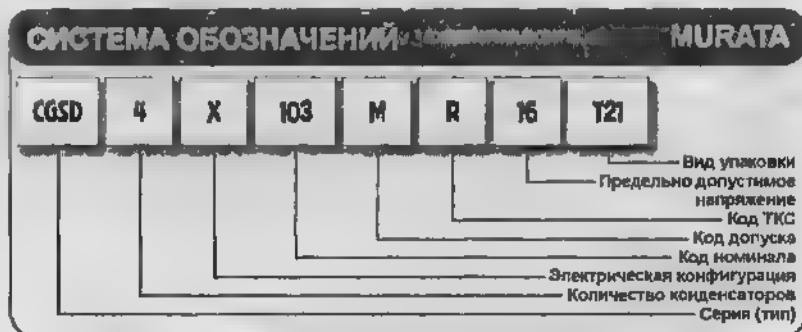 СИСТЕМА ОБОЗНАЧЕНИЙ MURATA
CGSD 4 X 103 M R 16 T21
Вид упаковки
Предельно допустимое
напряжение
Код ТКС
Код допуска
Код номинала
Электрическая конфигурация
Количество конденсаторов
Серия (тип)